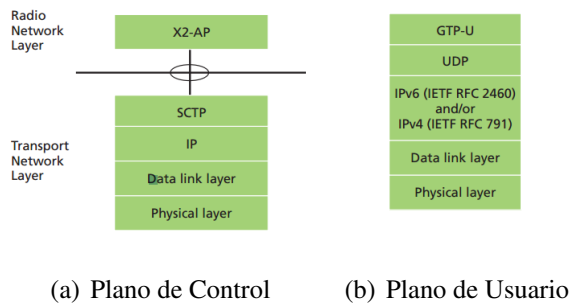 Radio
Network
Layer
X2-AP
SCTP
IP
Transport
Network
Layer
Data link layer
Physical layer
GTP-U
UDP
IPv6 (IETF RFC 2460)
and/or
IPv4 (IETF RFC 791)
Data link layer
Physical layer
(a) Plano de Control
(b) Plano de Usuario